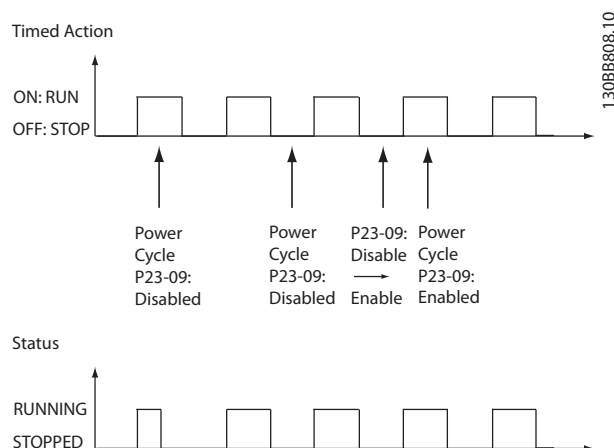 Timed Action
130BB808.10
ON: RUN
OFF: STOP
Power
Cycle
P23-09:
Disabled
Power
Cycle
P23-09:
Disabled
P23-09:
Disable
Enable
Power
Cycle
P23-09:
Enabled
Status
RUNNING
STOPPED